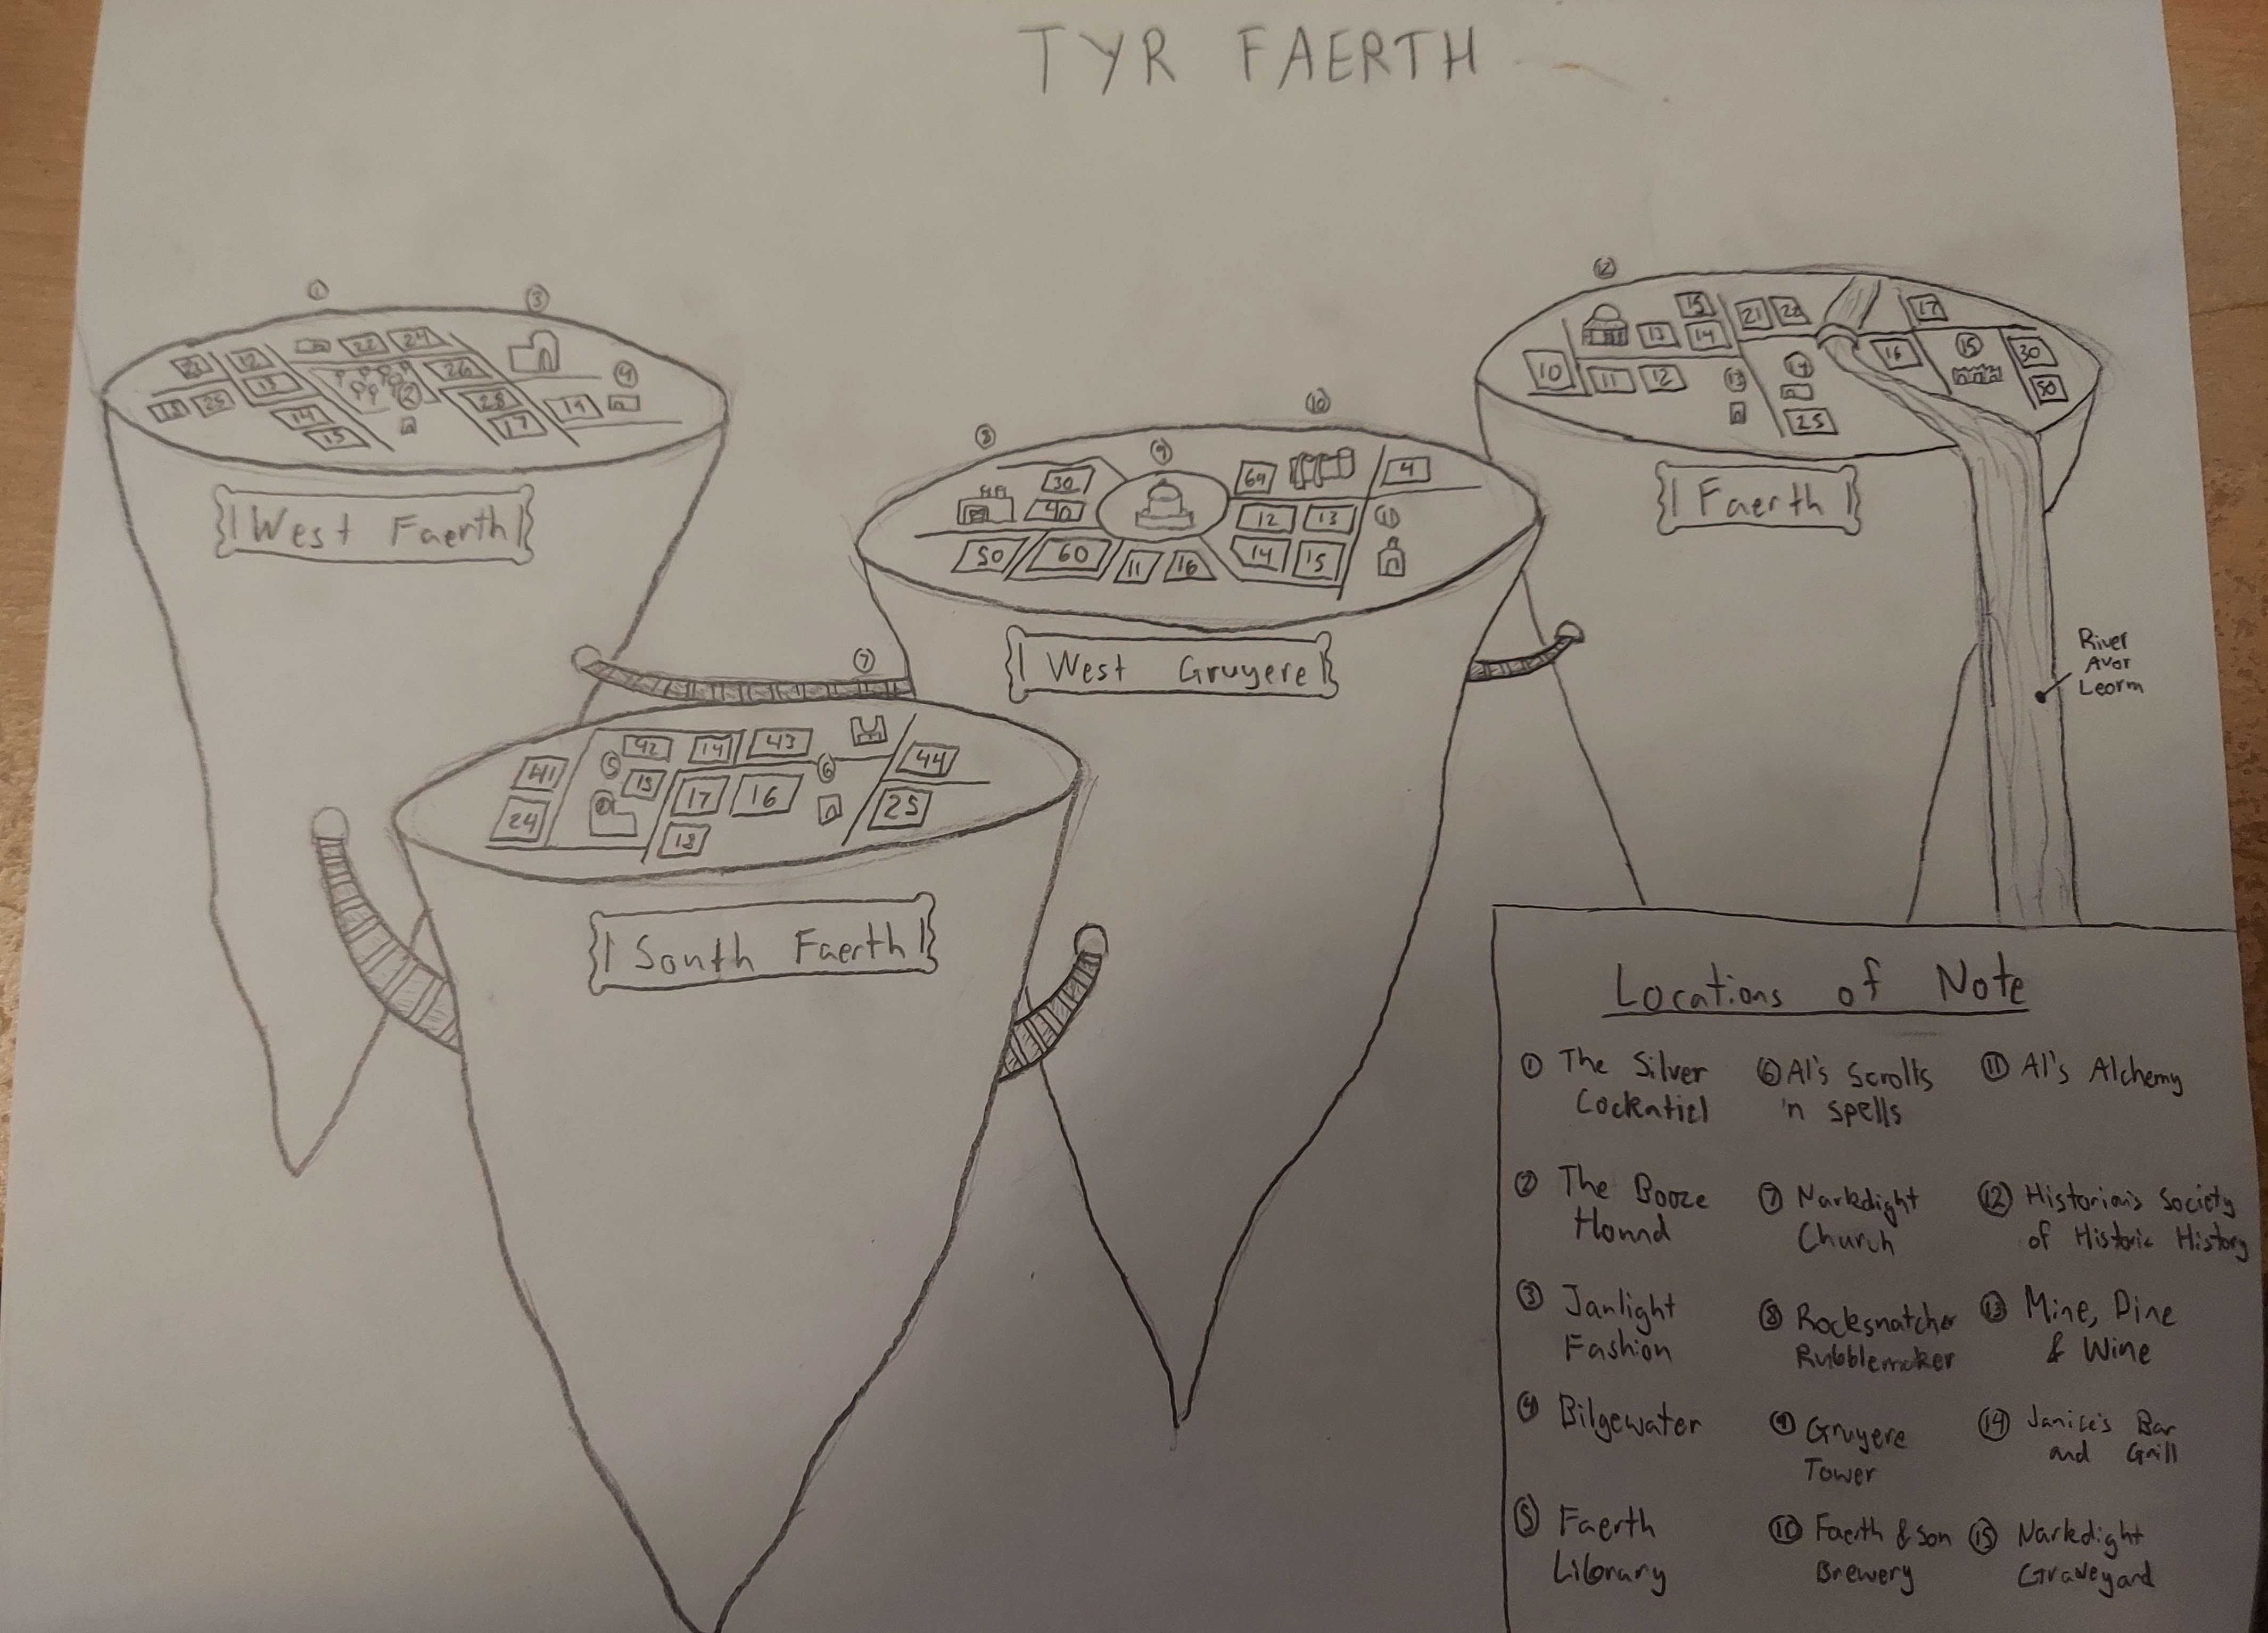 TYR FAERTH
① ③
④
21 12 22 24
18 25 13 26
14 ② 28 19
15 17
West Faerth
⑧ ⑨ ⑩
30 69 4
40 12 13 ⑪
50 60 11 16 14 15
West Gruyere
⑫
15 21 22 17
13 14 16 ⑮ 30
10 11 12 ⑬ ⑭ 50
25
Faerth
River
Avor
Leorm
⑦
42 14 43
41 ⑤ 15 ⑥ 44
24 17 16 25
18
South Faerth
Locations of Note
① The Silver
Cockatiel
② The Booze
Hound
③ Janlight
Fashion
④ Bilgewater
⑤ Faerth
Library
⑥ Al's Scrolls
'n Spells
⑦ Narkdight
Church
⑧ Rocksnatcher
Rubblemaker
⑨ Gruyere
Tower
⑩ Faerth & Son
Brewery
⑪ Al's Alchemy
⑫ Historian's Society
of Historic History
⑬ Mine, Dine
& Wine
⑭ Janice's Bar
and Grill
⑮ Narkdight
Graveyard